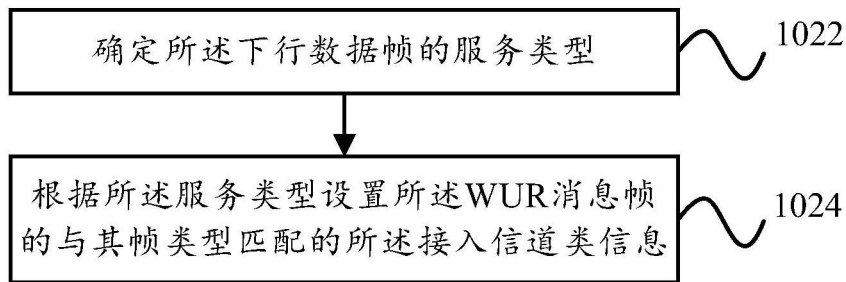 确定所述下行数据帧的服务类型
1022
根据所述服务类型设置所述WUR消息帧
的与其帧类型匹配的所述接入信道类信息
1024